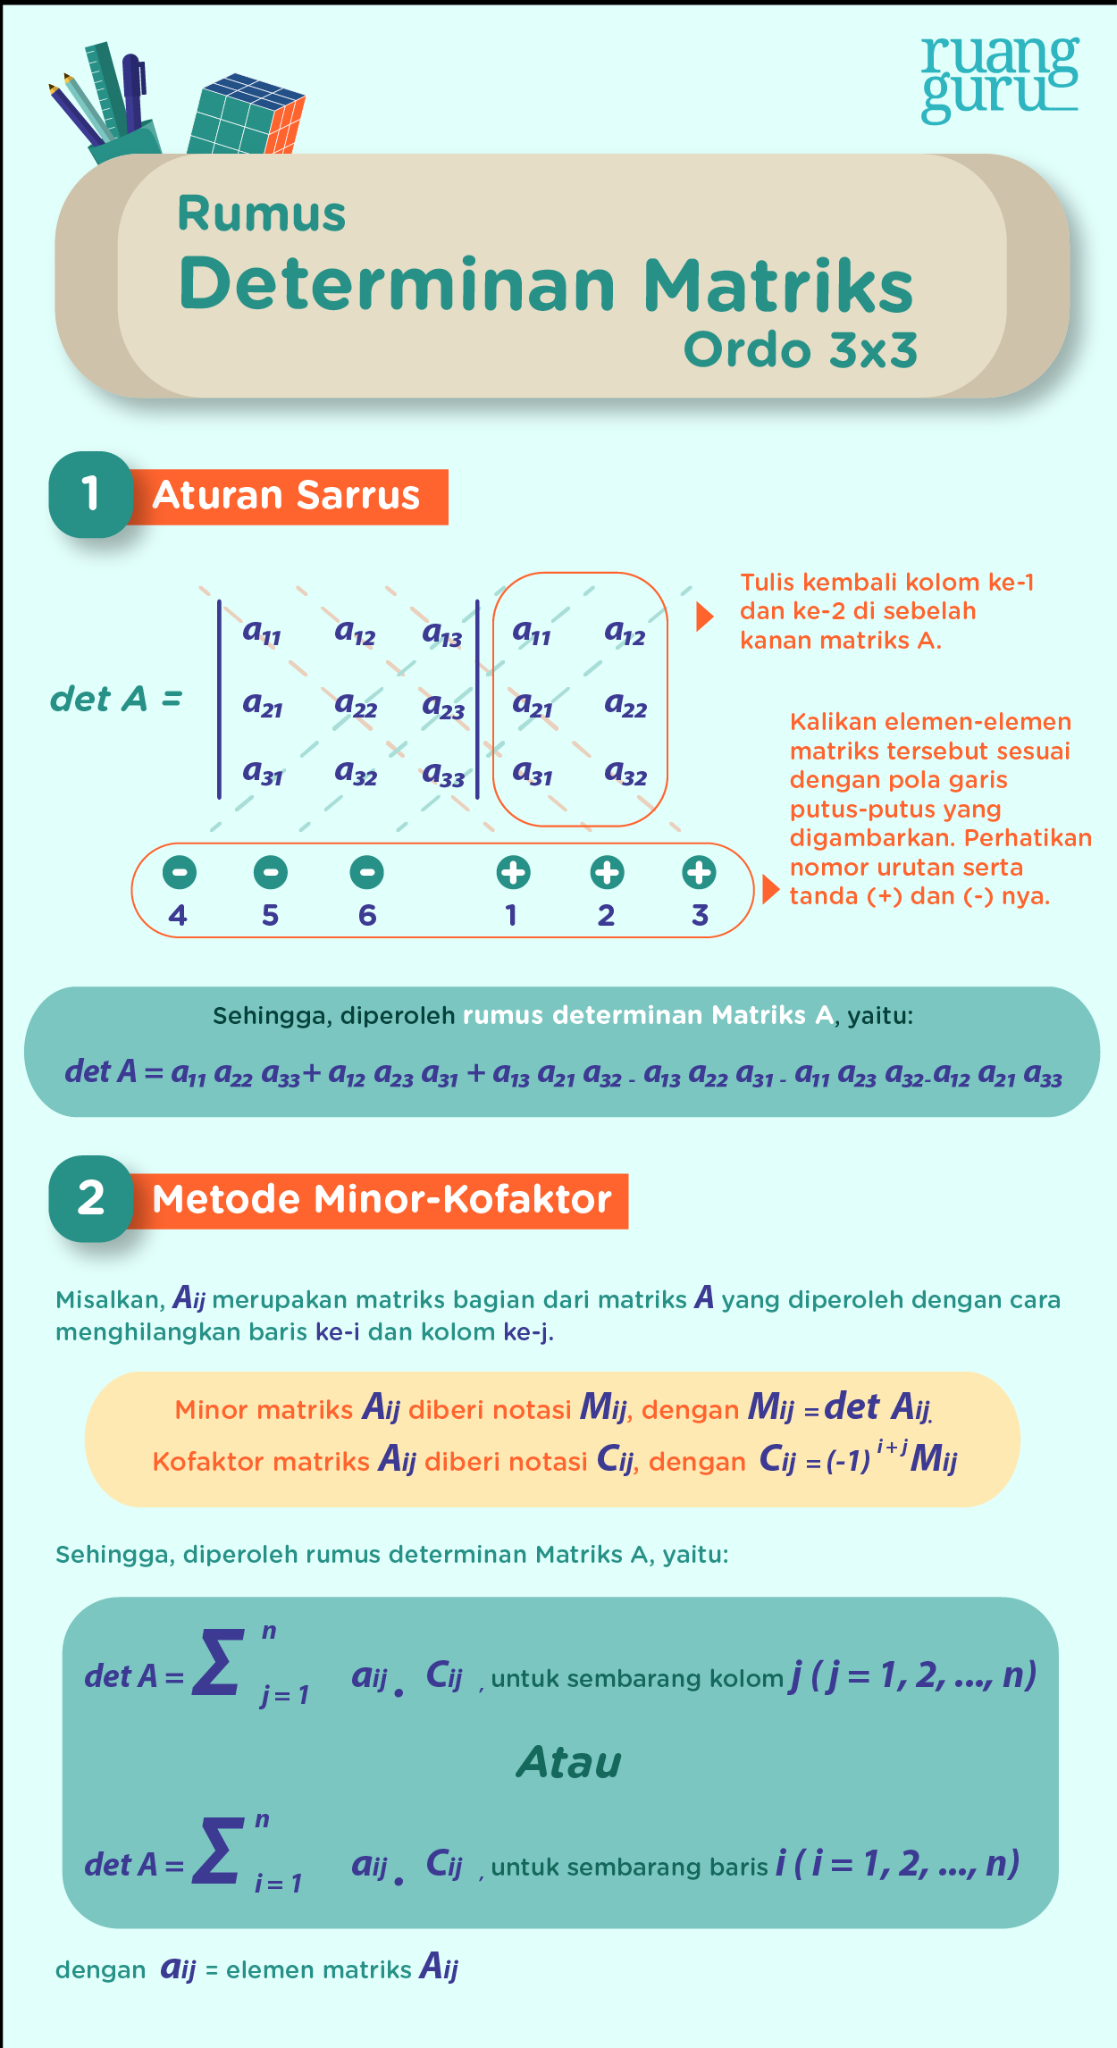 ruang
guru
Rumus
Determinan Matriks
Ordo 3x3
1 Aturan Sarrus
Tulis kembali kolom ke-1
dan ke-2 di sebelah
kanan matriks A.
a₁₁ a₁₂ a₁₃ a₁₁ a₁₂
det A = a₂₁ a₂₂ a₂₃ a₂₁ a₂₂
a₃₁ a₃₂ a₃₃ a₃₁ a₃₂
Kalikan elemen-elemen
matriks tersebut sesuai
dengan pola garis
putus-putus yang
digambarkan. Perhatikan
nomor urutan serta
tanda (+) dan (-) nya.
- - - + + +
4 5 6 1 2 3
Sehingga, diperoleh rumus determinan Matriks A, yaitu:
det A = a₁₁ a₂₂ a₃₃ + a₁₂ a₂₃ a₃₁ + a₁₃ a₂₁ a₃₂ - a₁₃ a₂₂ a₃₁ - a₁₁ a₂₃ a₃₂ - a₁₂ a₂₁ a₃₃
2 Metode Minor-Kofaktor
Misalkan, Aij merupakan matriks bagian dari matriks A yang diperoleh dengan cara
menghilangkan baris ke-i dan kolom ke-j.
Minor matriks Aij diberi notasi Mij, dengan Mij = det Aij.
Kofaktor matriks Aij diberi notasi Cij, dengan Cij = (-1)^(i+j) Mij
Sehingga, diperoleh rumus determinan Matriks A, yaitu:
n
det A = Σ aij . Cij , untuk sembarang kolom j ( j = 1, 2, ..., n)
j = 1
Atau
n
det A = Σ aij . Cij , untuk sembarang baris i ( i = 1, 2, ..., n)
i = 1
dengan aij = elemen matriks Aij